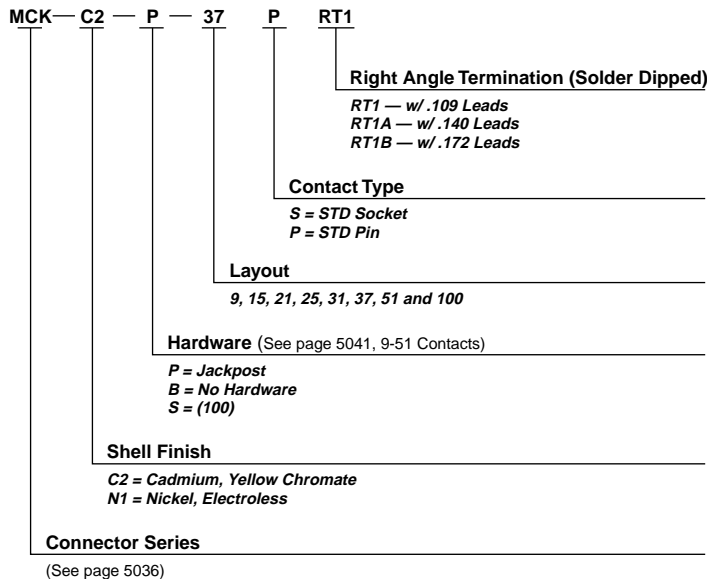 MCK — C2 — P — 37 P RT1
Right Angle Termination (Solder Dipped)
RT1 — w/ .109 Leads
RT1A — w/ .140 Leads
RT1B — w/ .172 Leads
Contact Type
S = STD Socket
P = STD Pin
Layout
9, 15, 21, 25, 31, 37, 51 and 100
Hardware (See page 5041, 9-51 Contacts)
P = Jackpost
B = No Hardware
S = (100)
Shell Finish
C2 = Cadmium, Yellow Chromate
N1 = Nickel, Electroless
Connector Series
(See page 5036)